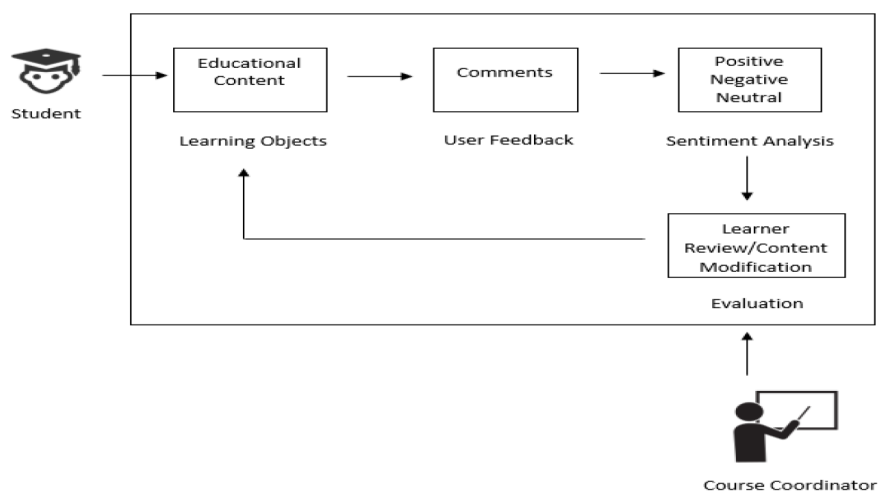 Student
Educational
Content
Learning Objects
Comments
User Feedback
Positive
Negative
Neutral
Sentiment Analysis
Learner
Review/Content
Modification
Evaluation
Course Coordinator